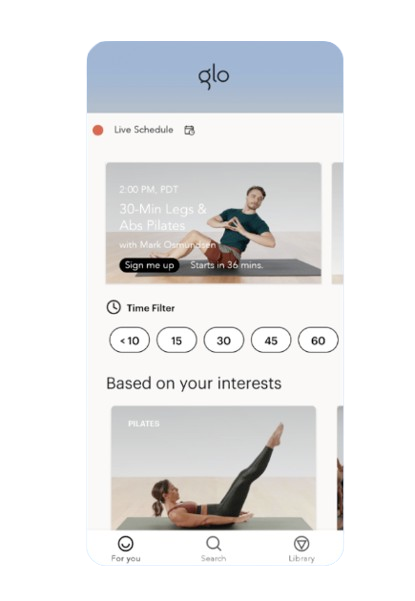 glo
Live Schedule
2:00 PM, PDT
30-Min Legs &
Abs Pilates
with Mark Osmundsen
Sign me up Starts in 36 mins.
Time Filter
<10 15 30 45 60
Based on your interests
PILATES
For you Search Library